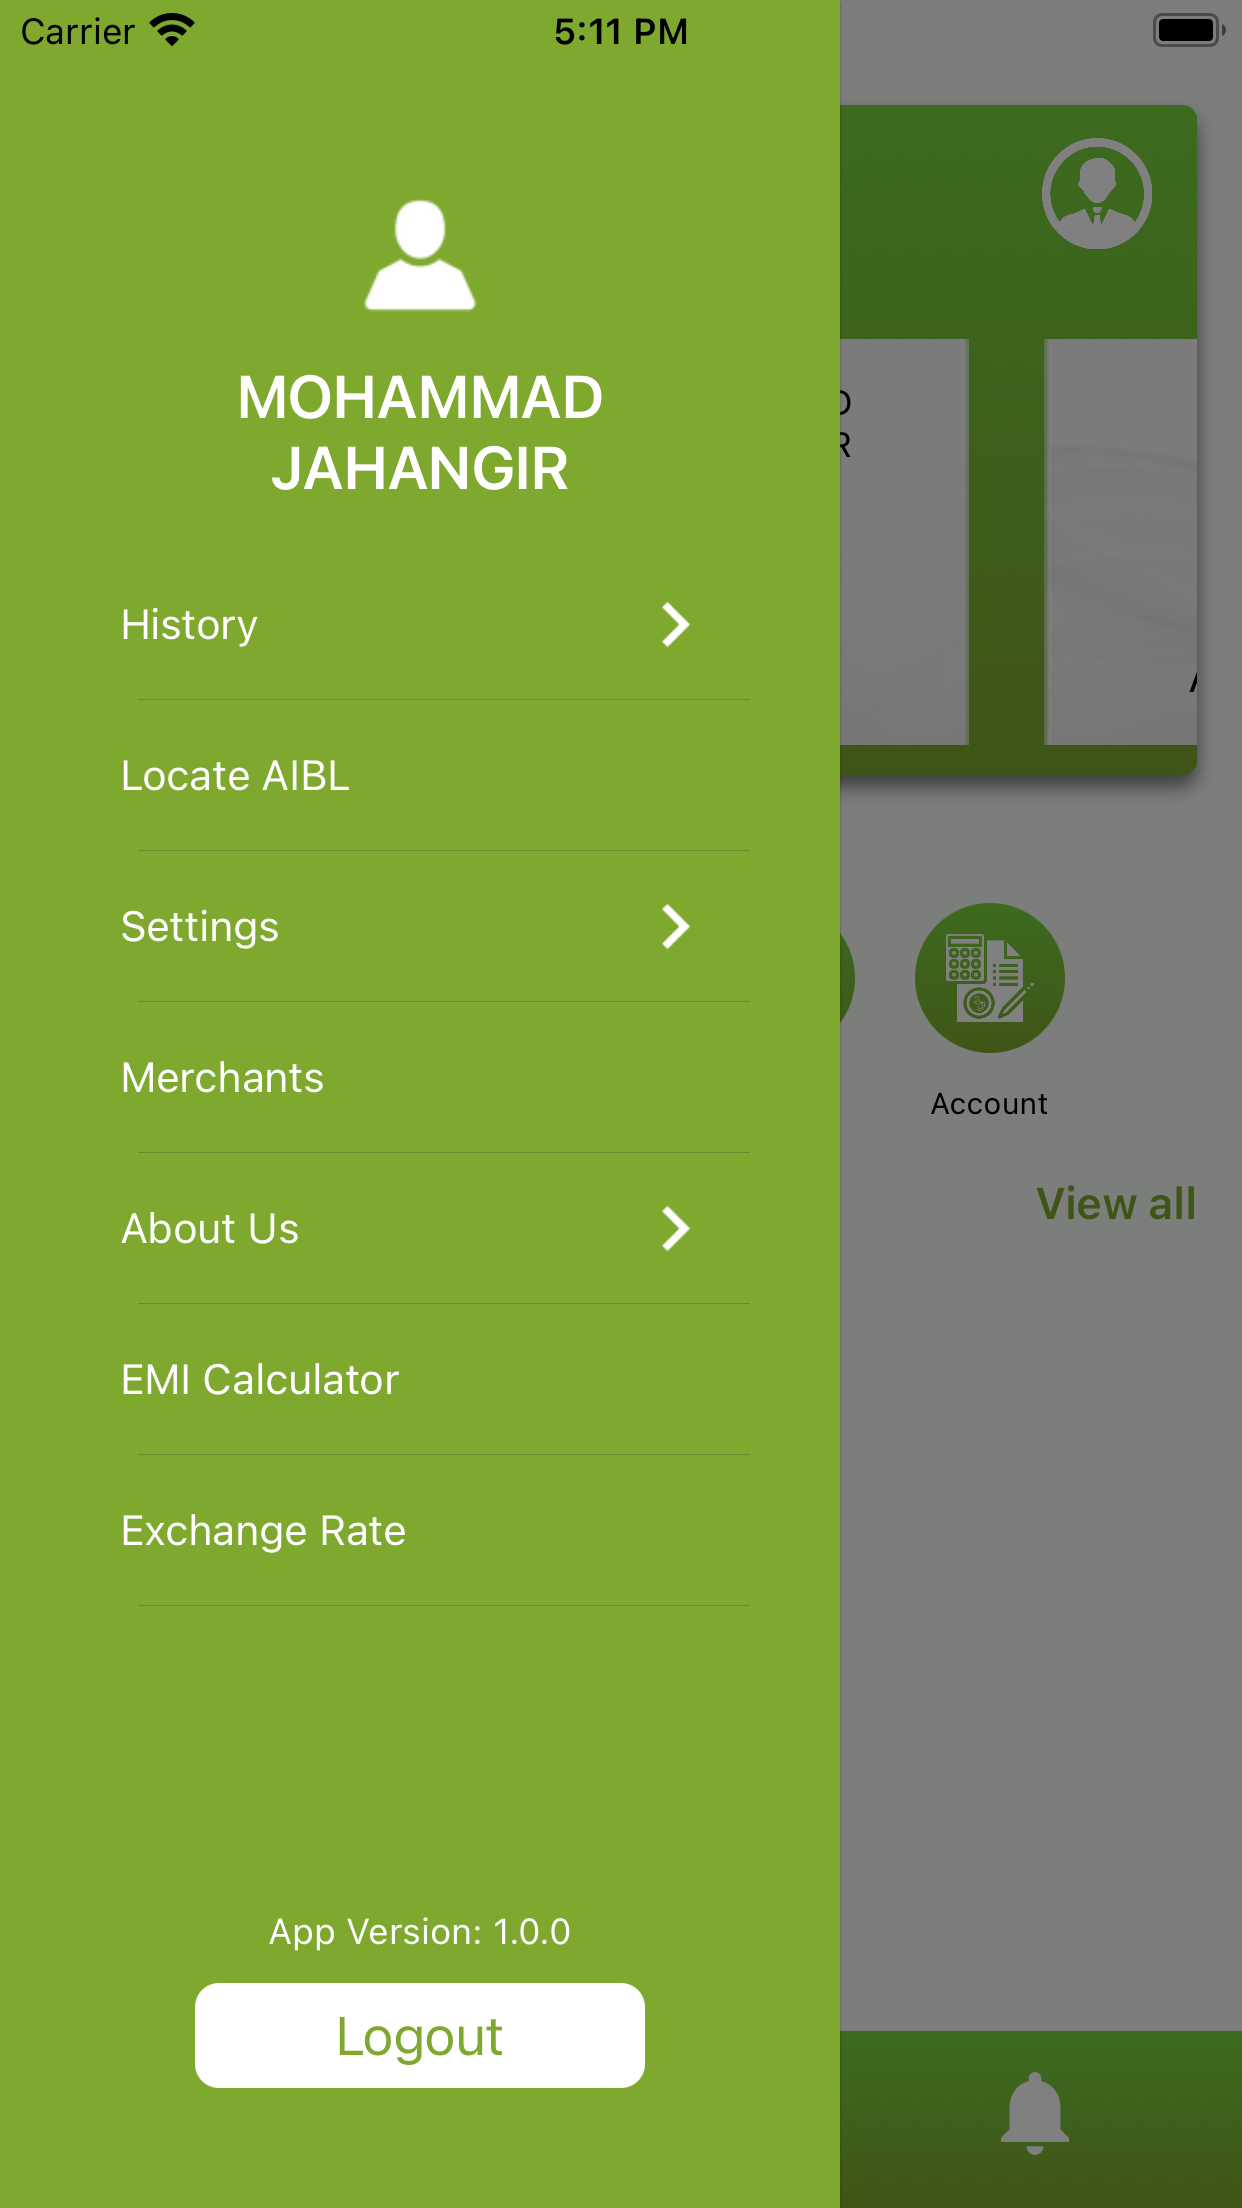 Carrier 5:11 PM
MOHAMMAD
JAHANGIR
History
Locate AIBL
Settings
Merchants
About Us
EMI Calculator
Exchange Rate
App Version: 1.0.0
Logout
D
R
A
Account
View all